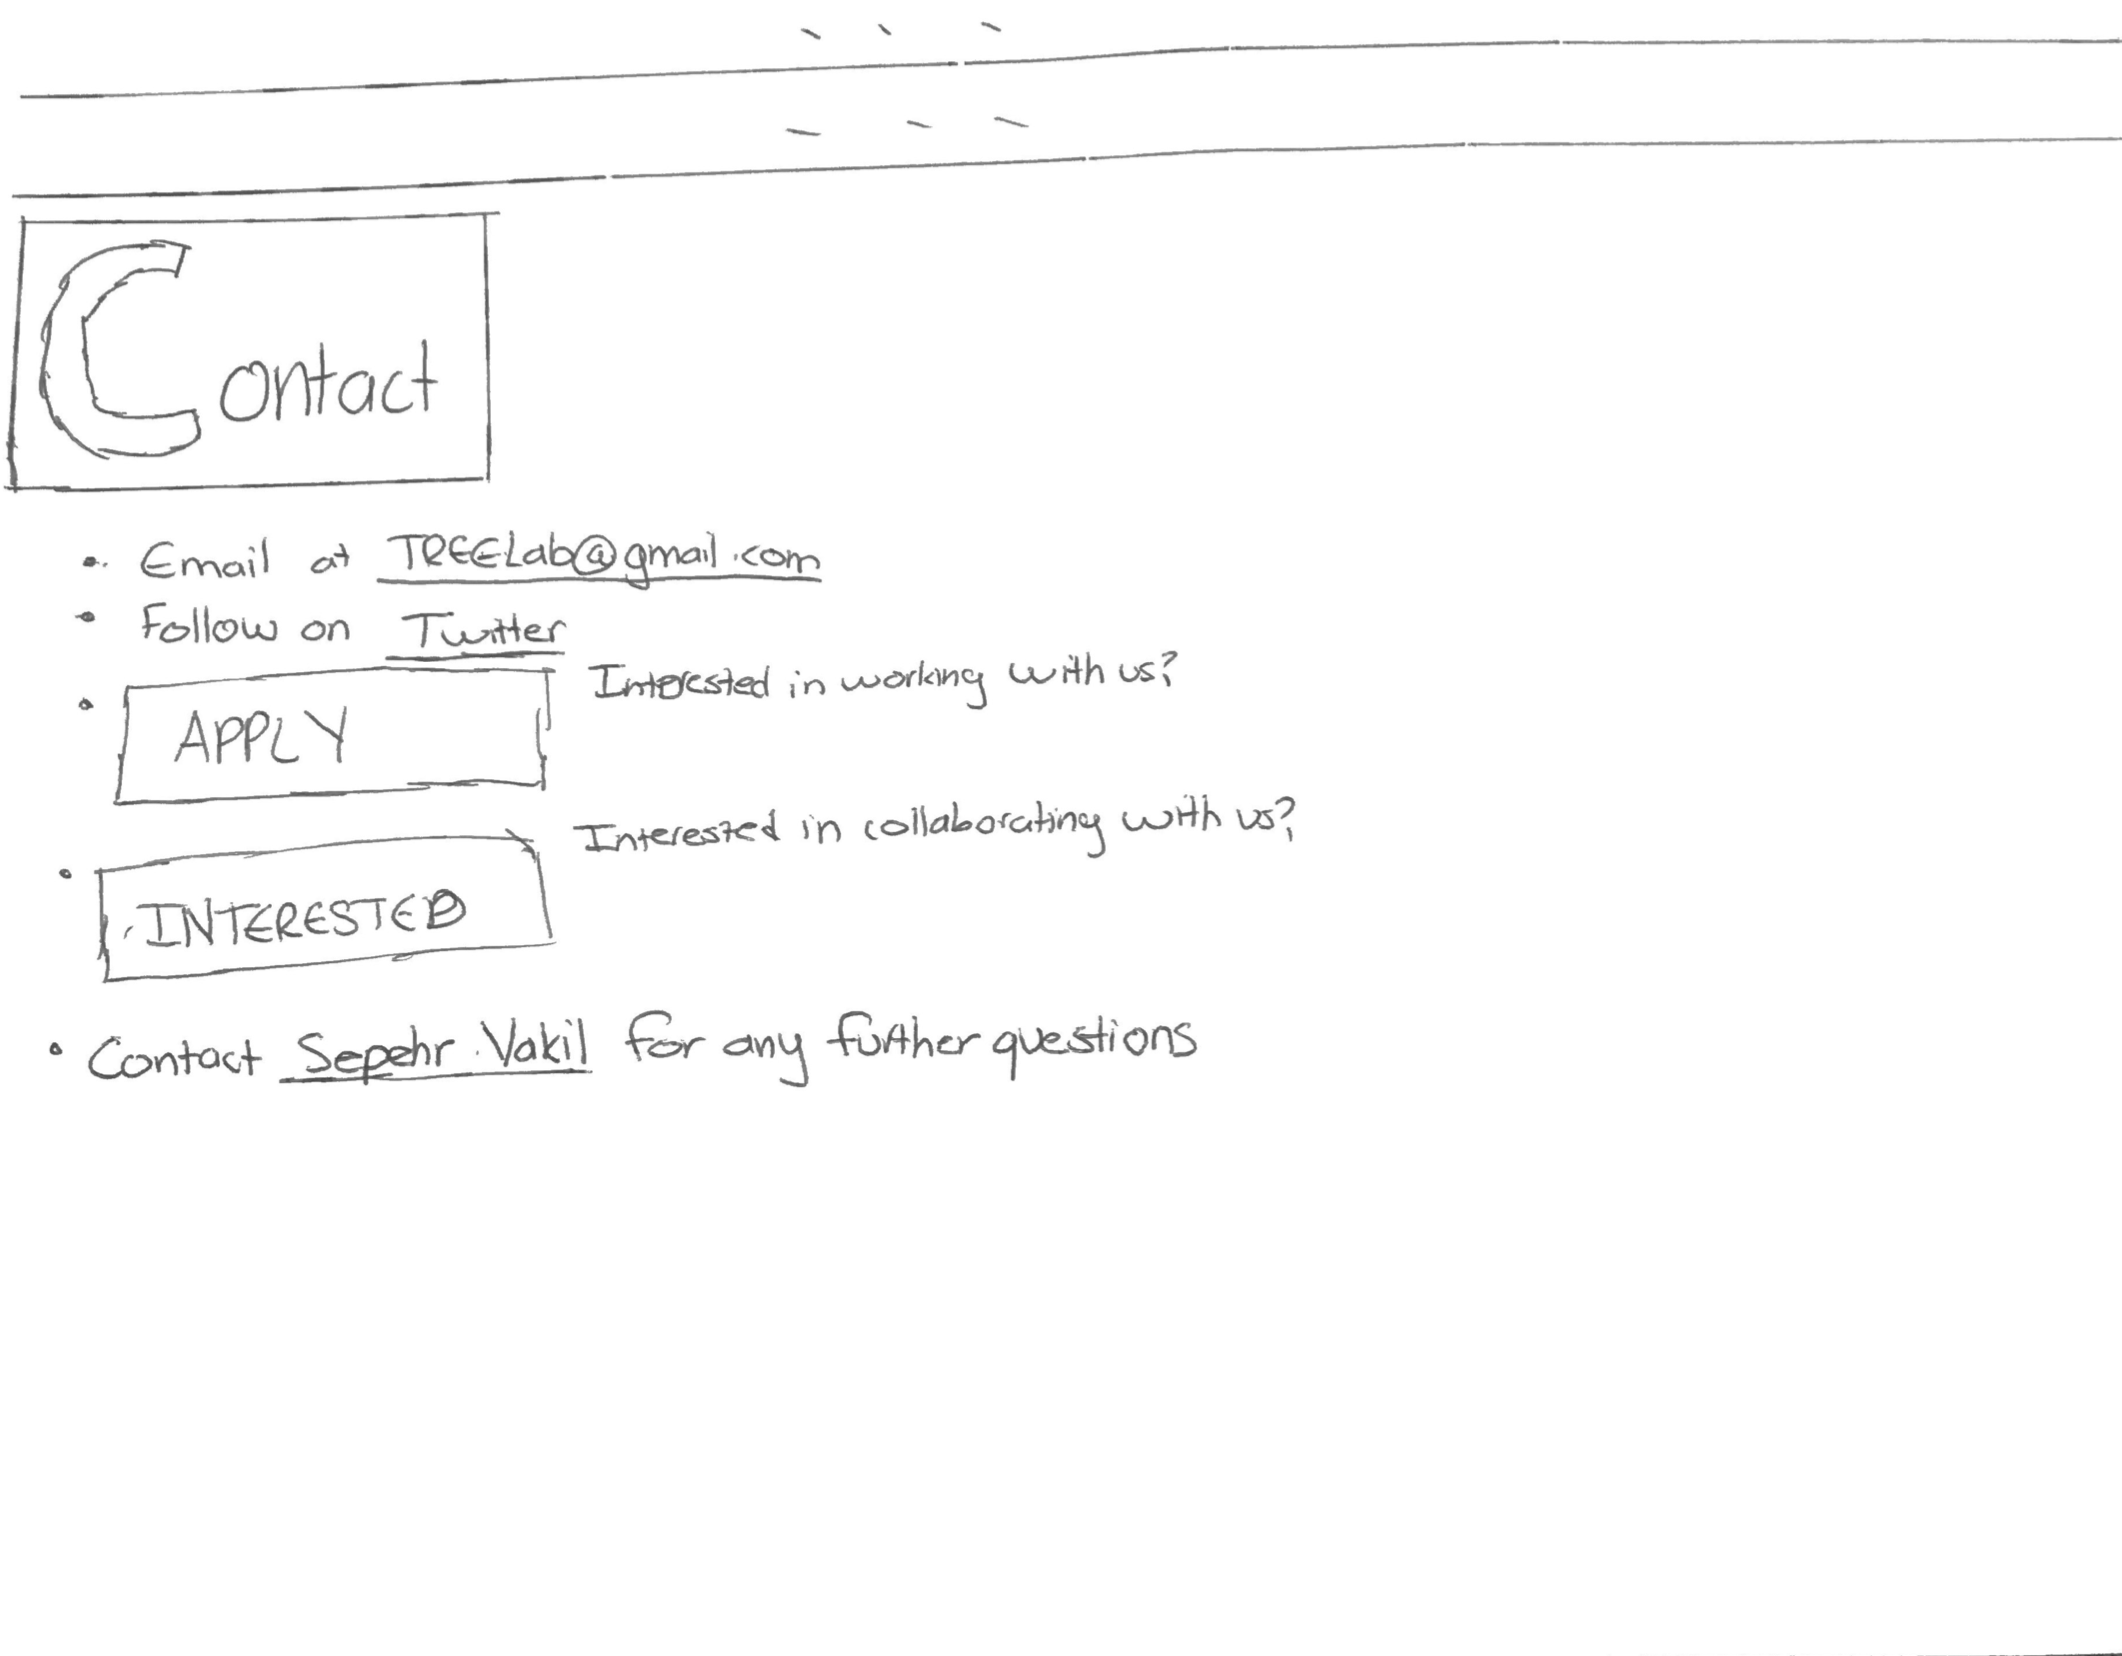 Contact
• Email at TREELab@gmail.com
• Follow on Twitter
• APPLY Interested in working with us?
• INTERESTED Interested in collaborating with us?
• Contact Sepehr Vakil for any further questions